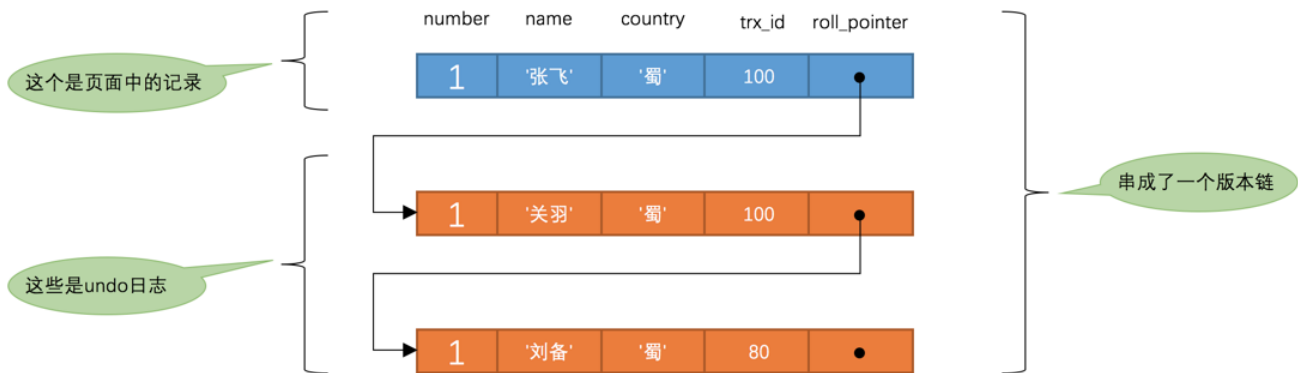 number name country trx_id roll_pointer
这个是页面中的记录
1 '张飞' '蜀' 100
串成了一个版本链
1 '关羽' '蜀' 100
这些是undo日志
1 '刘备' '蜀' 80